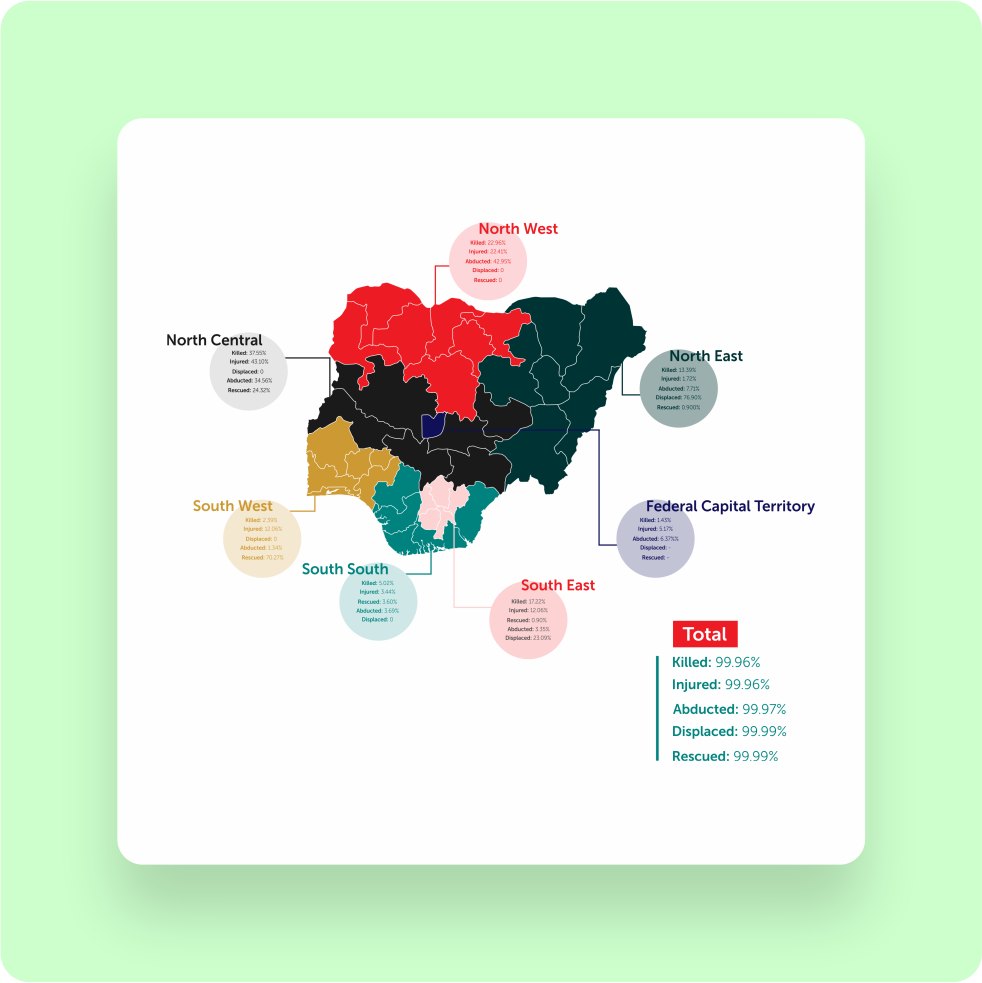 North West
Killed: 22.96%
Injured: 22.41%
Abducted: 42.95%
Displaced: 0
Rescued: 0
North Central
Killed: 37.55%
Injured: 43.10%
Displaced: 0
Abducted: 34.56%
Rescued: 24.32%
North East
Killed: 13.39%
Injured: 1.72%
Abducted: 7.71%
Displaced: 76.90%
Rescued: 0.900%
South West
Killed: 2.39%
Injured: 12.06%
Displaced: 0
Abducted: 1.34%
Rescued: 70.27%
Federal Capital Territory
Killed: 1.43%
Injured: 5.17%
Abducted: 6.37%%
Displaced: -
Rescued: -
South South
Killed: 5.02%
Injured: 3.44%
Rescued: 3.60%
Abducted: 3.69%
Displaced: 0
South East
Killed: 17.22%
Injured: 12.06%
Rescued: 0.90%
Abducted: 3.35%
Displaced: 23.09%
Total
Killed: 99.96%
Injured: 99.96%
Abducted: 99.97%
Displaced: 99.99%
Rescued: 99.99%